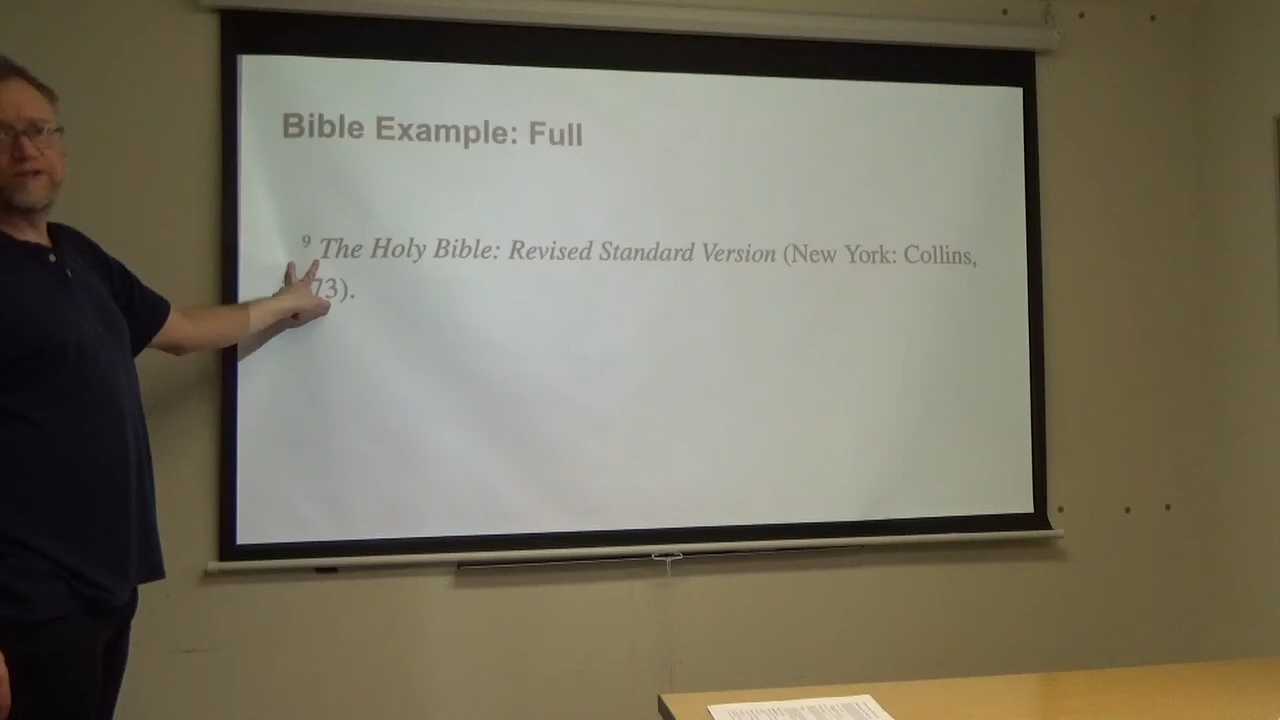 Bible Example: Full
9 The Holy Bible: Revised Standard Version (New York: Collins,
73).